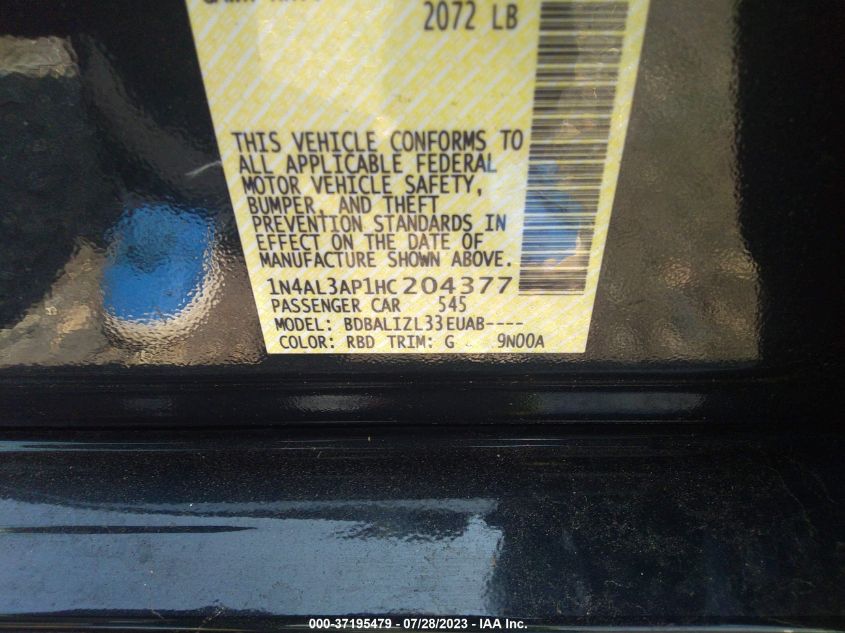 2072 LB
THIS VEHICLE CONFORMS TO
ALL APPLICABLE FEDERAL
MOTOR VEHICLE SAFETY,
BUMPER, AND THEFT
PREVENTION STANDARDS IN
EFFECT ON THE DATE OF
MANUFACTURE SHOWN ABOVE.
1N4AL3AP1HC204377
PASSENGER CAR 545
MODEL: BDBALIZL33EUAB----
COLOR: RBD TRIM: G 9N00A
000-37195479 - 07/28/2023 - IAA Inc.